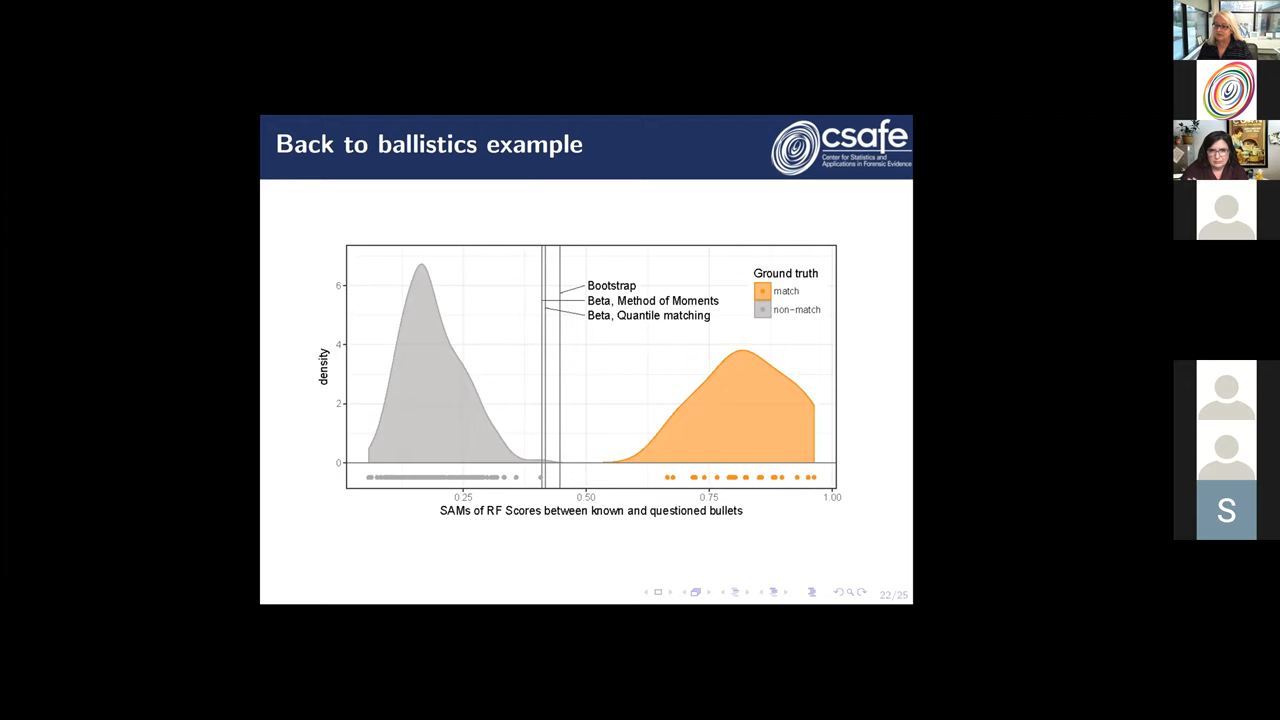 Back to ballistics example
csafe
Center for Statistics and
Applications in Forensic Evidence
Bootstrap
Beta, Method of Moments
Beta, Quantile matching
Ground truth
match
non−match
density
6
4
2
0
0.25
0.50
0.75
1.00
SAMs of RF Scores between known and questioned bullets
22/25
S